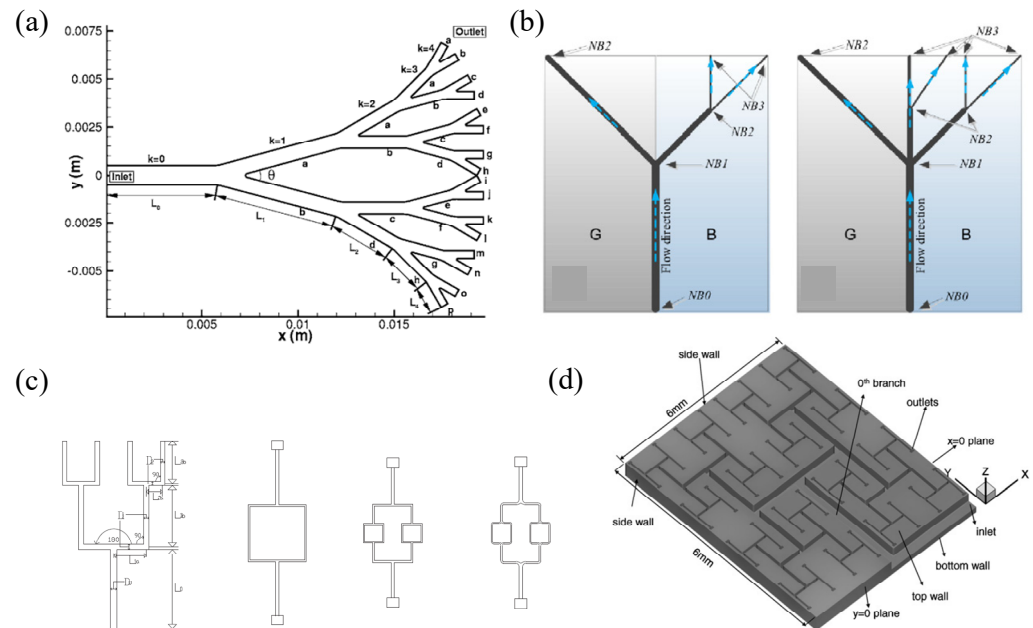 (a)
0.0075
0.005
0.0025
0
-0.0025
-0.005
y (m)
0.005
0.01
0.015
x (m)
Outlet
Inlet
k=0
k=1
k=2
k=3
k=4
θ
L₀
L₁
L₂
L₃
L₄
a
b
a
b
c
d
e
f
g
h
i
j
k
l
m
n
o
p
a
b
a
b
c
d
e
f
c
g
d
h
(b)
NB2
NB3
NB2
NB1
G
B
Flow direction
NB0
NB2
NB3
NB2
NB1
G
B
Flow direction
NB0
(c)
90
180
90
(d)
side wall
0th branch
6mm
outlets
x=0 plane
Y
Z
X
side wall
inlet
6mm
bottom wall
top wall
y=0 plane